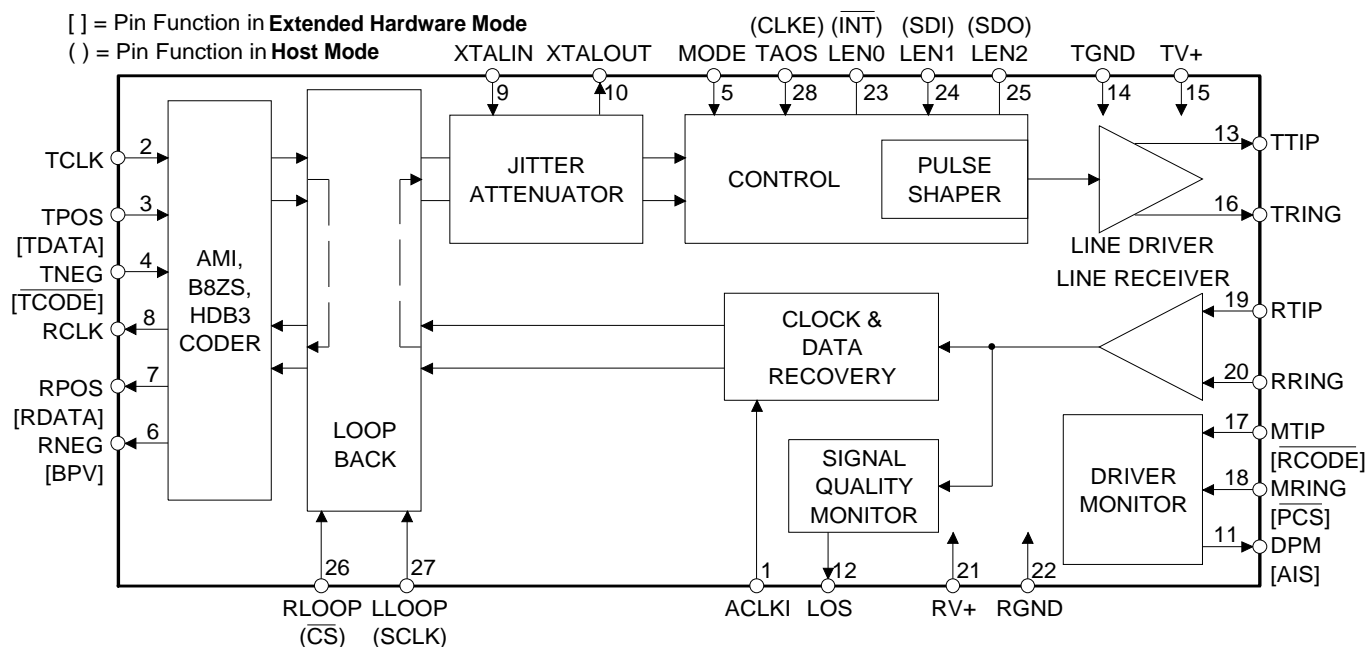 [ ] = Pin Function in Extended Hardware Mode
( ) = Pin Function in Host Mode
(CLKE) (INT) (SDI) (SDO)
XTALIN XTALOUT MODE TAOS LEN0 LEN1 LEN2 TGND TV+
9 10 5 28 23 24 25 14 15
TCLK 2
TPOS 3
[TDATA]
TNEG 4
[TCODE]
RCLK 8
RPOS 7
[RDATA]
RNEG 6
[BPV]
AMI,
B8ZS,
HDB3
CODER
LOOP
BACK
JITTER
ATTENUATOR
CONTROL
PULSE
SHAPER
LINE DRIVER
LINE RECEIVER
CLOCK &
DATA
RECOVERY
SIGNAL
QUALITY
MONITOR
DRIVER
MONITOR
13 TTIP
16 TRING
19 RTIP
20 RRING
17 MTIP
[RCODE]
18 MRING
[PCS]
11 DPM
[AIS]
26 27 1 12 21 22
RLOOP LLOOP ACLKI LOS RV+ RGND
(CS) (SCLK)